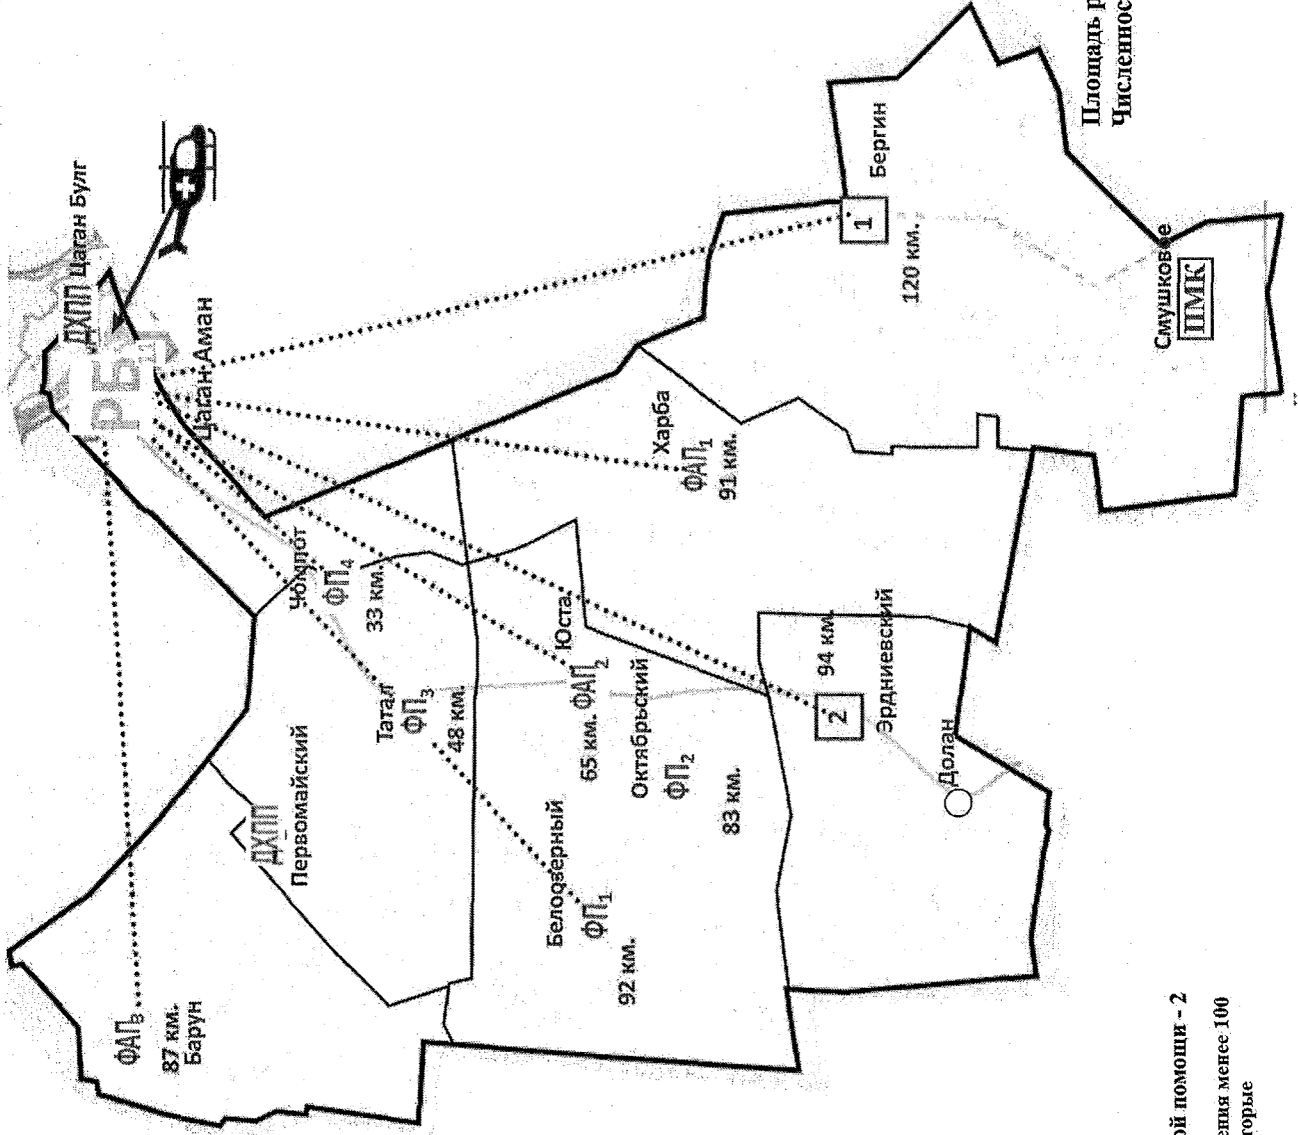 ДХПП Цаган Булг
РБ
Цаган-Аман
ФАП3
87 км.
Барун
ДХПП
Первомайский
Чомпот
ФП4
33 км.
Татал
ФП3
48 км.
Белоозерный
ФП1
92 км.
Юста
ФАП2
65 км.
Октябрьский
ФП2
83 км.
Харба
ФАП1
91 км.
2
94 км.
Эрдниевский
Долан
Бергин
1
120 км.
Смушковое
ПМК
Площадь р
Численнос
ой помощи - 2
ения менее 100
торые